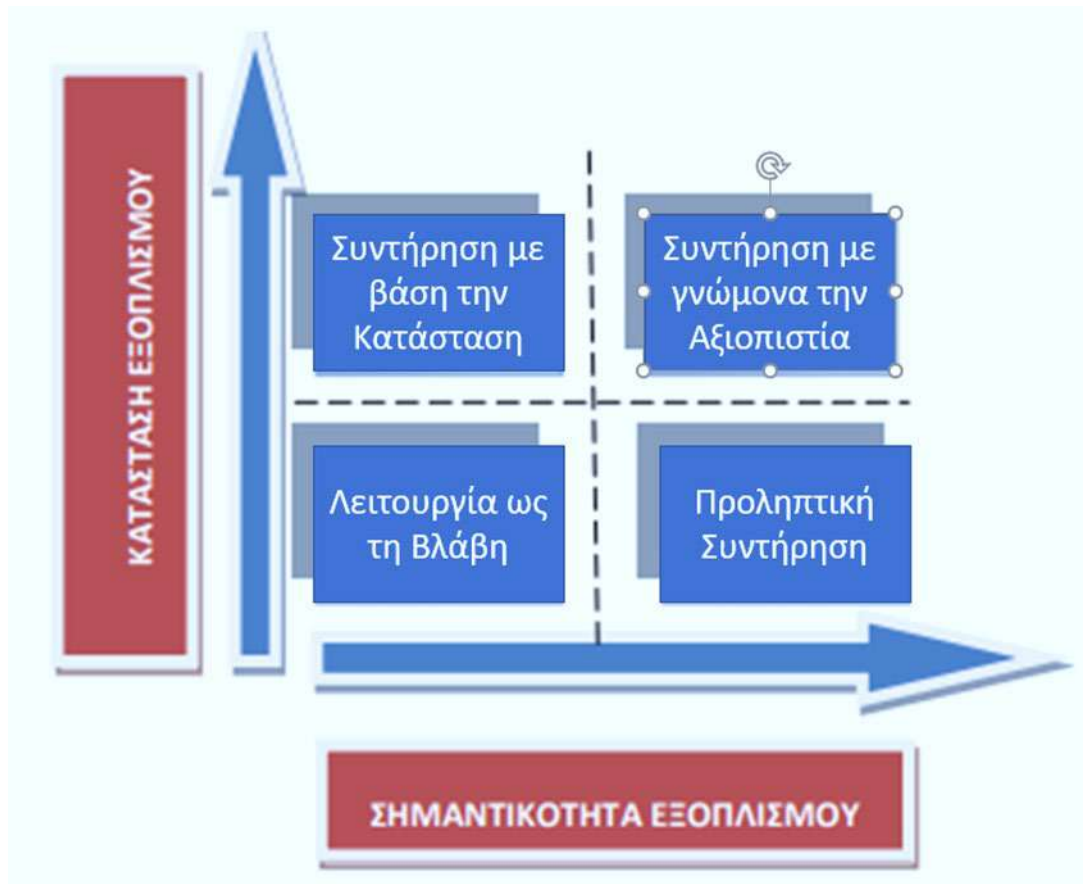 ΚΑΤΑΣΤΑΣΗ ΕΞΟΠΛΙΣΜΟΥ
Συντήρηση με
βάση την
Κατάσταση
Συντήρηση με
γνώμονα την
Αξιοπιστία
Λειτουργία ως
τη Βλάβη
Προληπτική
Συντήρηση
ΣΗΜΑΝΤΙΚΟΤΗΤΑ ΕΞΟΠΛΙΣΜΟΥ